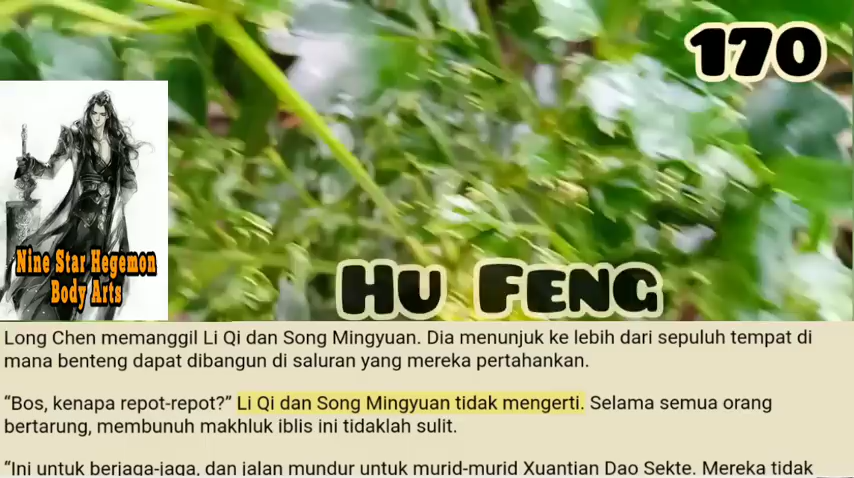 170
Nine Star Hegemon
Body Arts
Hu Feng
Long Chen memanggil Li Qi dan Song Mingyuan. Dia menunjuk ke lebih dari sepuluh tempat di
mana benteng dapat dibangun di saluran yang mereka pertahankan.
“Bos, kenapa repot-repot?” Li Qi dan Song Mingyuan tidak mengerti. Selama semua orang
bertarung, membunuh makhluk iblis ini tidaklah sulit.
“Ini untuk berjaga-jaga, dan jalan mundur untuk murid-murid Xuantian Dao Sekte. Mereka tidak